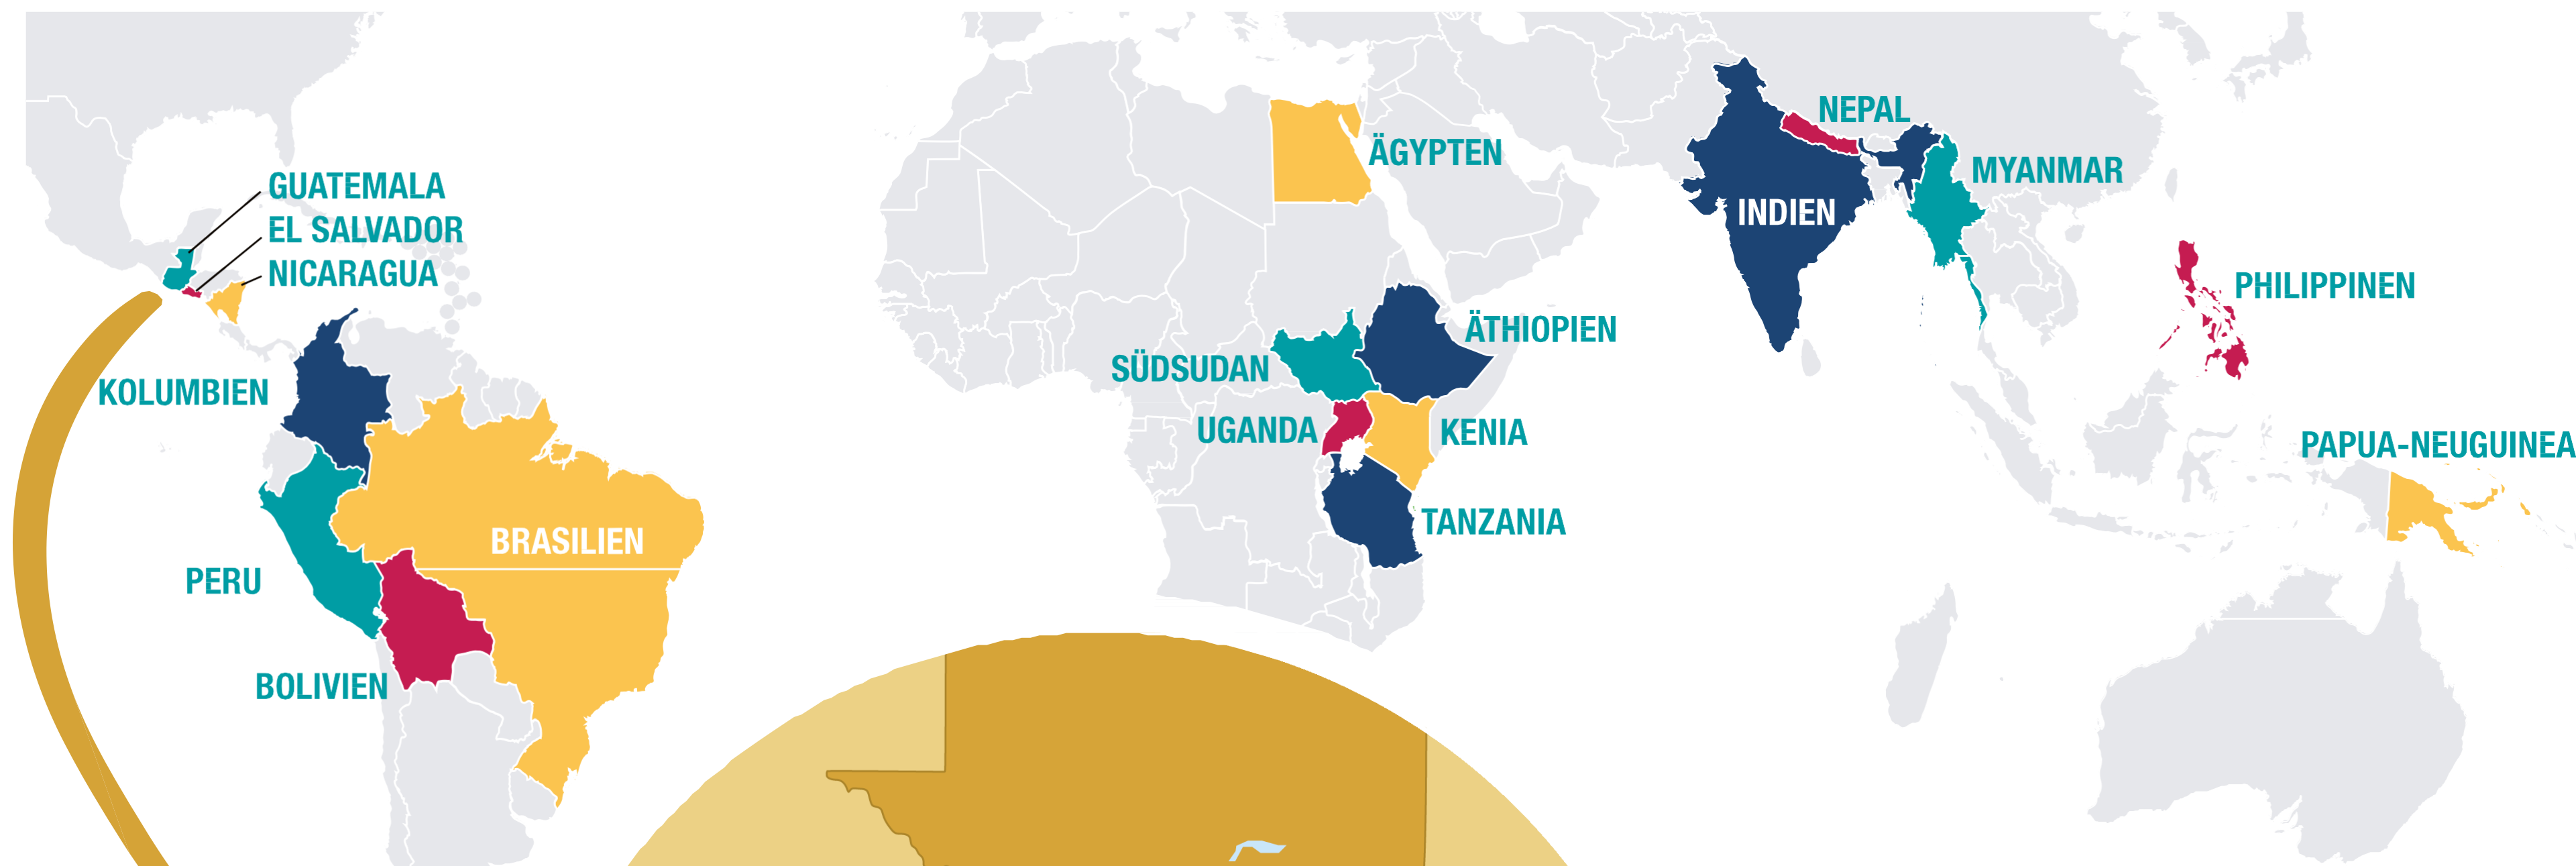 GUATEMALA
EL SALVADOR
NICARAGUA
KOLUMBIEN
BRASILIEN
PERU
BOLIVIEN
ÄGYPTEN
ÄTHIOPIEN
SÜDSUDAN
UGANDA
KENIA
TANZANIA
NEPAL
INDIEN
MYANMAR
PHILIPPINEN
PAPUA-NEUGUINEA